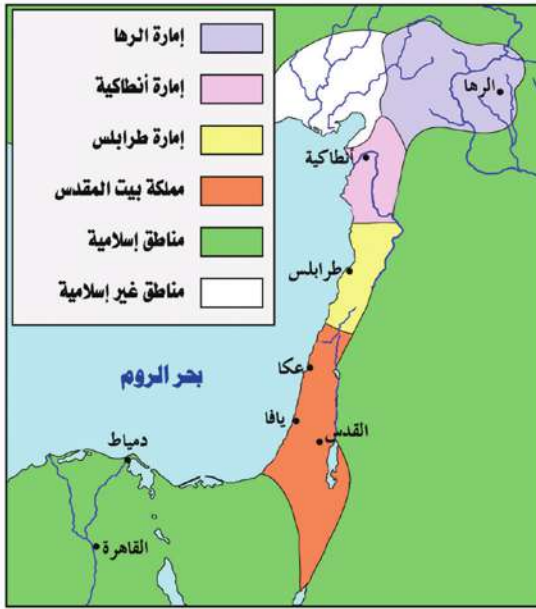 إمارة الرها
إمارة أنطاكية
إمارة طرابلس
مملكة بيت المقدس
مناطق إسلامية
مناطق غير إسلامية
الرها
أنطاكية
طرابلس
عكا
بحر الروم
يافا
القدس
دمياط
القاهرة